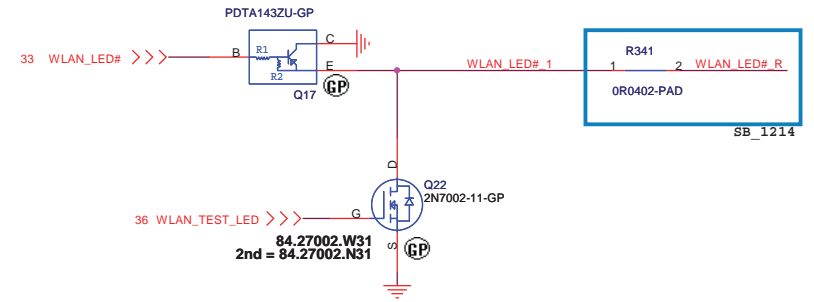 PDTA143ZU-GP
33 WLAN_LED#
B
R1
R2
C
E
Q17
GP
WLAN_LED#_1
R341
1
2
WLAN_LED#_R
0R0402-PAD
SB_1214
D
Q22
2N7002-11-GP
36 WLAN_TEST_LED
G
S
GP
84.27002.W31
2nd = 84.27002.N31